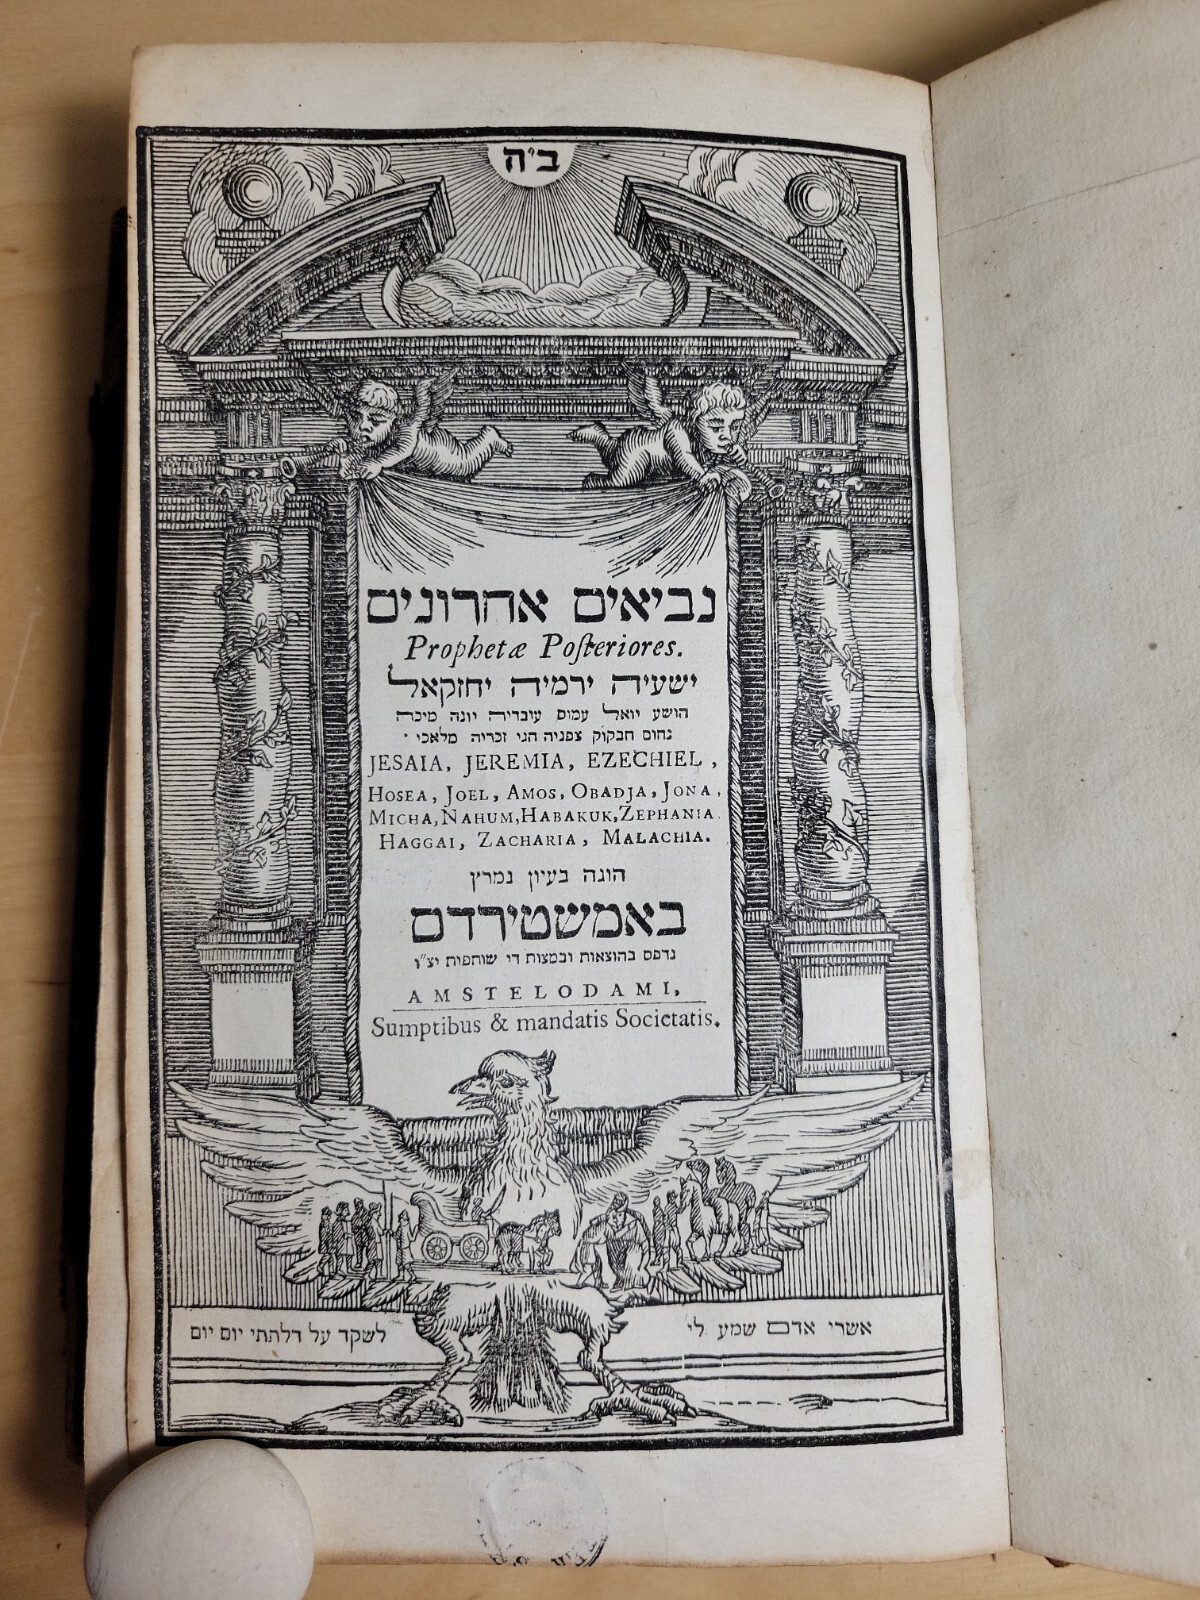 ב״ה
נביאים אחרונים
Prophetæ Poſteriores.
ישעיה ירמיה יחזקאל
הושע יואל עמוס עובדיה יונה מיכה
נחום חבקוק צפניה חגי זכריה מלאכי ׃
JESAIA, JEREMIA, EZECHIEL,
HOSEA, JOEL, AMOS, OBADJA, JONA,
MICHA, NAHUM, HABAKUK, ZEPHANIA.
HAGGAI, ZACHARIA, MALACHIA.
הוגה בעיון נמרץ
באמשטירדם
נדפס בהוצאות ובמצות די שותפות יצ״ו
AMSTELODAMI,
Sumptibus & mandatis Societatis.
אשרי אדם שמע לי
לשקד על דלתתי יום יום